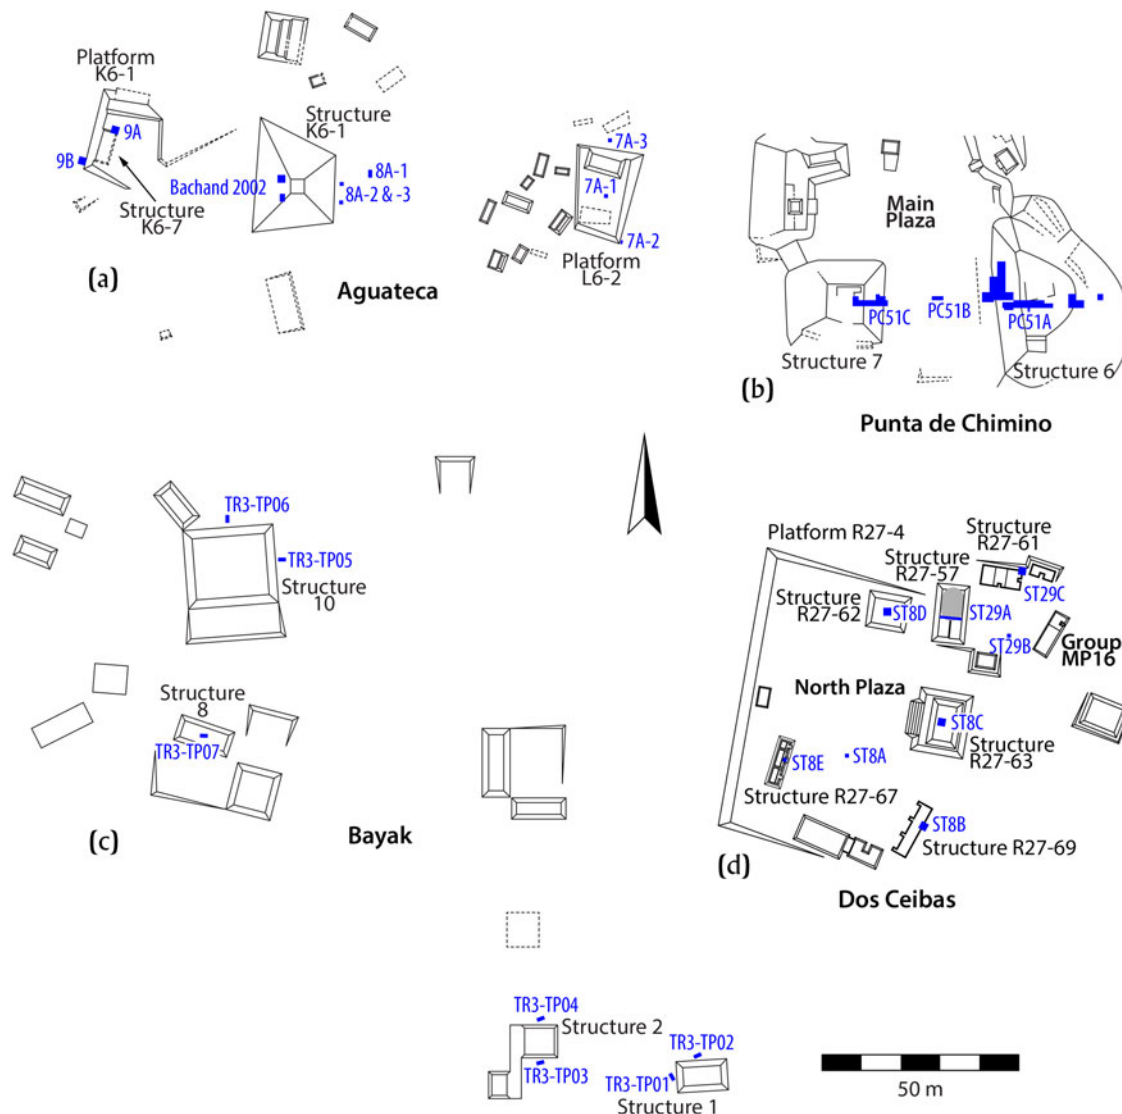 Platform
K6-1
9A
9B
Structure
K6-7
(a)
Structure
K6-1
Bachand 2002
8A-1
8A-2 & -3
Aguateca
7A-3
7A-1
7A-2
Platform
L6-2
Main
Plaza
PC51C
PC51B
PC51A
Structure 7
Structure 6
(b)
Punta de Chimino
TR3-TP06
TR3-TP05
Structure
10
Structure
8
TR3-TP07
(c)
Bayak
Platform R27-4
Structure
R27-61
Structure
R27-57
ST29C
Structure
R27-62
ST8D
ST29A
ST29B
Group
MP16
North Plaza
ST8C
Structure
R27-63
ST8E
ST8A
Structure R27-67
ST8B
Structure R27-69
(d)
Dos Ceibas
TR3-TP04
Structure 2
TR3-TP03
TR3-TP02
TR3-TP01
Structure 1
50 m